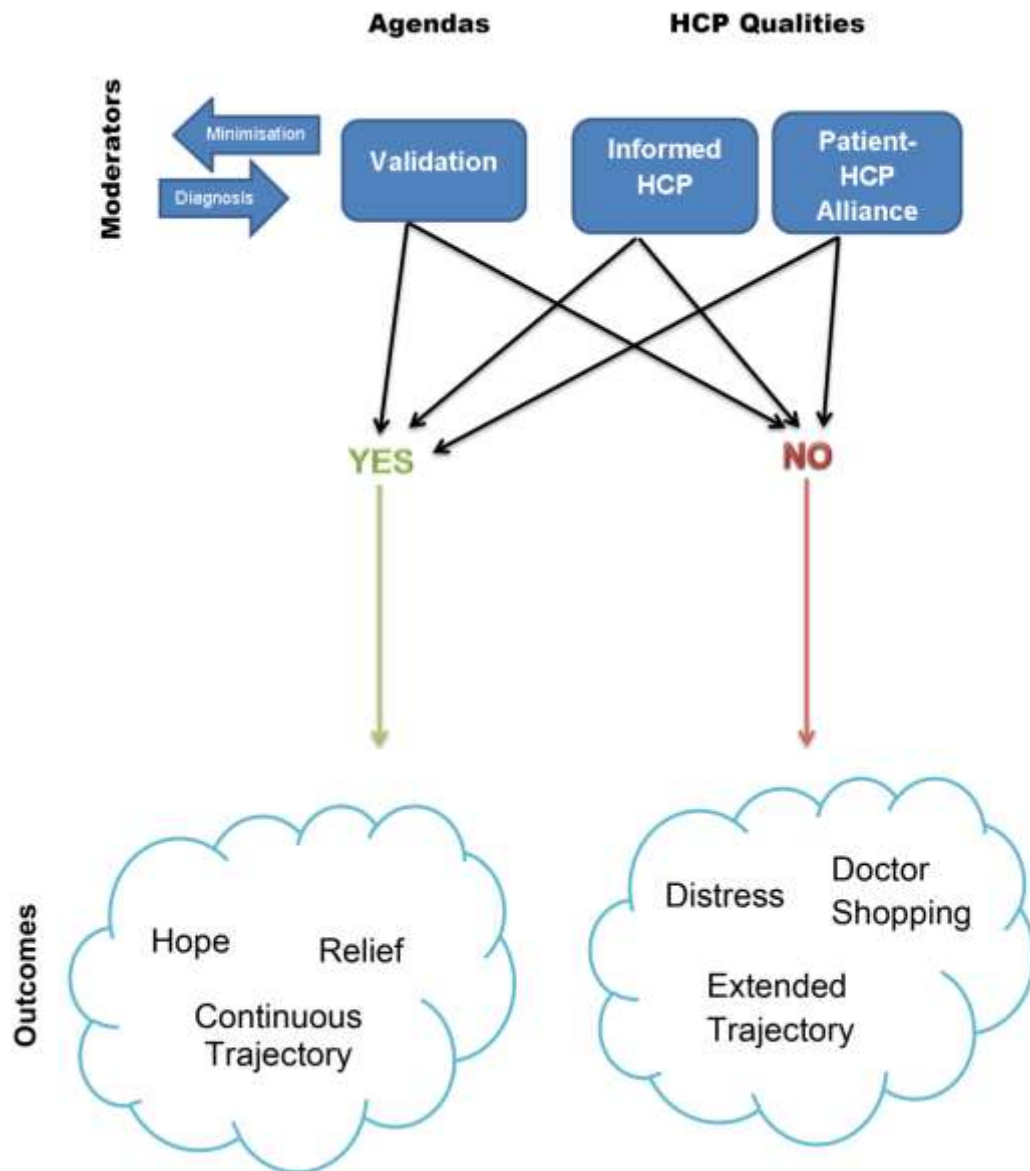 Agendas
HCP Qualities
Moderators
Minimisation
Diagnosis
Validation
Informed
HCP
Patient-
HCP
Alliance
YES
NO
Outcomes
Hope
Relief
Continuous
Trajectory
Distress
Doctor
Shopping
Extended
Trajectory